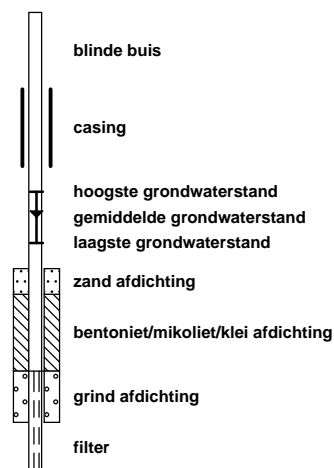 blinde buis
casing
hoogste grondwaterstand
gemiddelde grondwaterstand
laagste grondwaterstand
zand afdichting
bentoniet/mikoliet/klei afdichting
grind afdichting
filter